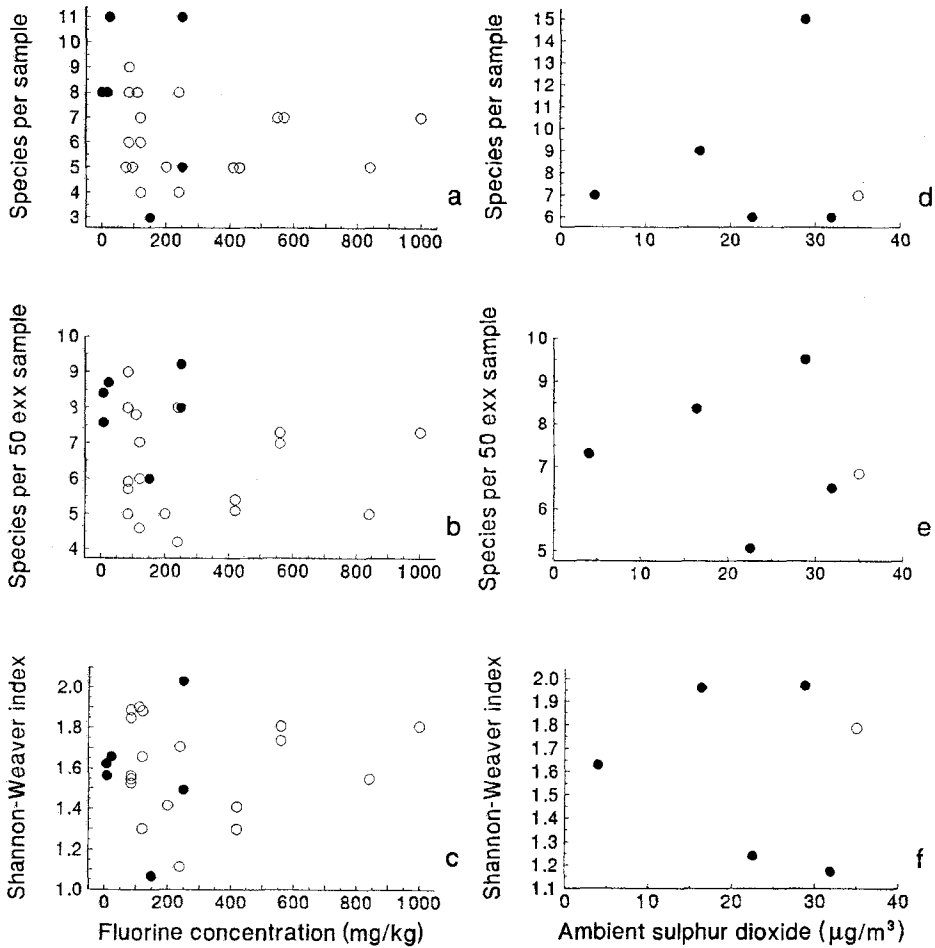 Species per sample
11
10
9
8
7
6
5
4
3
0 200 400 600 800 1000
a
Species per sample
15
14
13
12
11
10
9
8
7
6
0 10 20 30 40
d
Species per 50 exx sample
10
9
8
7
6
5
4
0 200 400 600 800 1000
b
Species per 50 exx sample
10
9
8
7
6
5
0 10 20 30 40
e
Shannon-Weaver index
2.0
1.8
1.6
1.4
1.2
1.0
0 200 400 600 800 1000
c
Fluorine concentration (mg/kg)
Shannon-Weaver index
2.0
1.9
1.8
1.7
1.6
1.5
1.4
1.3
1.2
1.1
0 10 20 30 40
f
Ambient sulphur dioxide (μg/m³)